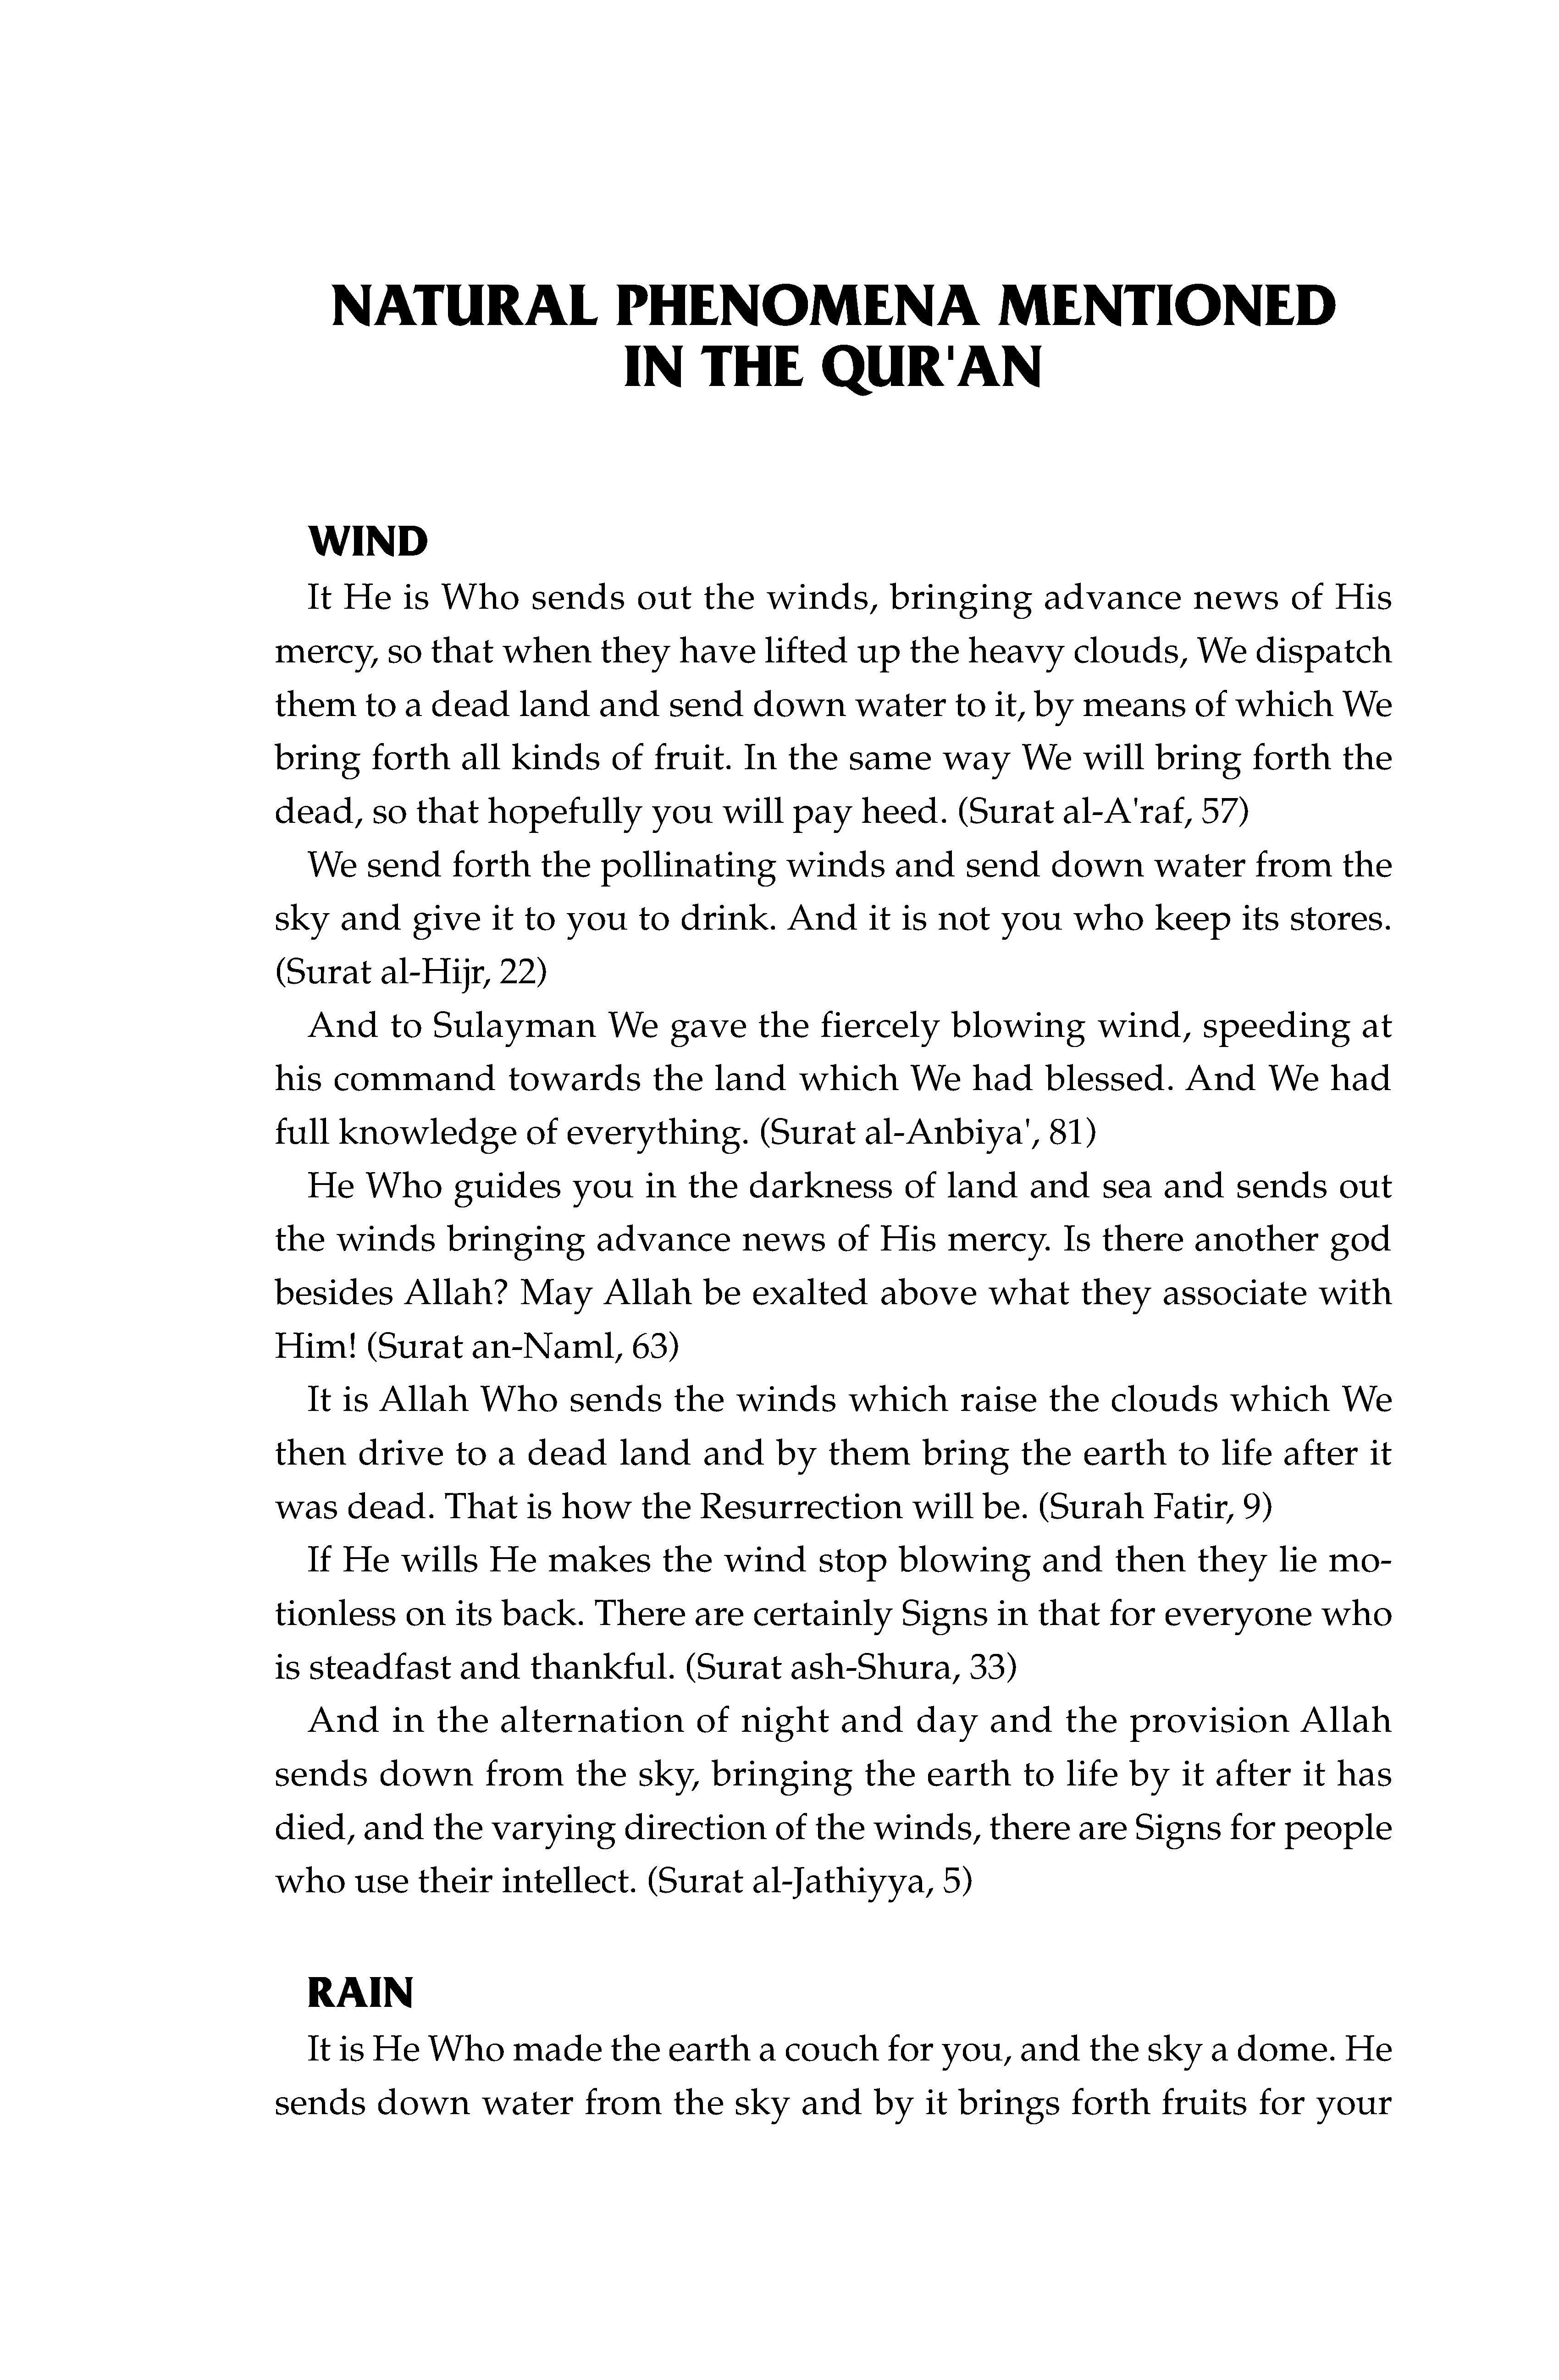 NATURAL PHENOMENA MENTIONED
IN THE QUR'AN
WIND
It He is Who sends out the winds, bringing advance news of His
mercy, so that when they have lifted up the heavy clouds, We dispatch
them to a dead land and send down water to it, by means of which We
bring forth all kinds of fruit. In the same way We will bring forth the
dead, so that hopefully you will pay heed. (Surat al-A'raf, 57)
We send forth the pollinating winds and send down water from the
sky and give it to you to drink. And it is not you who keep its stores.
(Surat al-Hijr, 22)
And to Sulayman We gave the fiercely blowing wind, speeding at
his command towards the land which We had blessed. And We had
full knowledge of everything. (Surat al-Anbiya', 81)
He Who guides you in the darkness of land and sea and sends out
the winds bringing advance news of His mercy. Is there another god
besides Allah? May Allah be exalted above what they associate with
Him! (Surat an-Naml, 63)
It is Allah Who sends the winds which raise the clouds which We
then drive to a dead land and by them bring the earth to life after it
was dead. That is how the Resurrection will be. (Surah Fatir, 9)
If He wills He makes the wind stop blowing and then they lie mo-
tionless on its back. There are certainly Signs in that for everyone who
is steadfast and thankful. (Surat ash-Shura, 33)
And in the alternation of night and day and the provision Allah
sends down from the sky, bringing the earth to life by it after it has
died, and the varying direction of the winds, there are Signs for people
who use their intellect. (Surat al-Jathiyya, 5)
RAIN
It is He Who made the earth a couch for you, and the sky a dome. He
sends down water from the sky and by it brings forth fruits for your